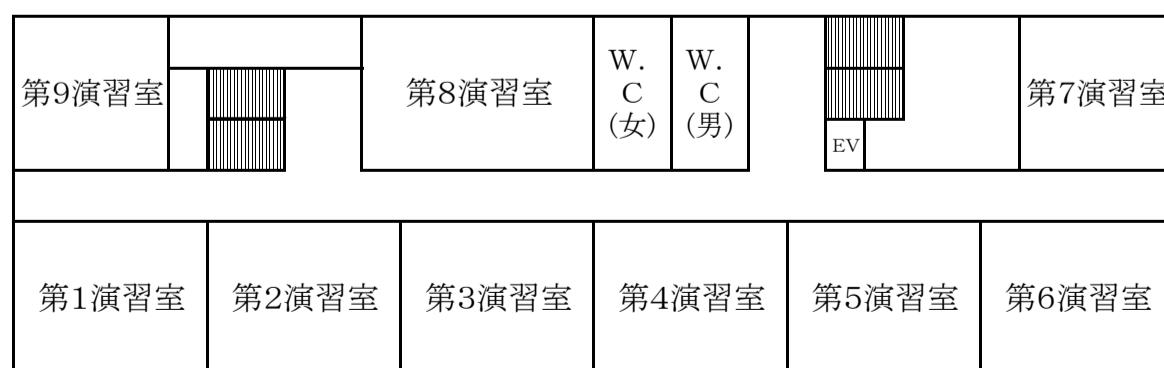 第9演習室
第8演習室
W.
C
(女)
W.
C
(男)
EV
第7演習室
第1演習室
第2演習室
第3演習室
第4演習室
第5演習室
第6演習室